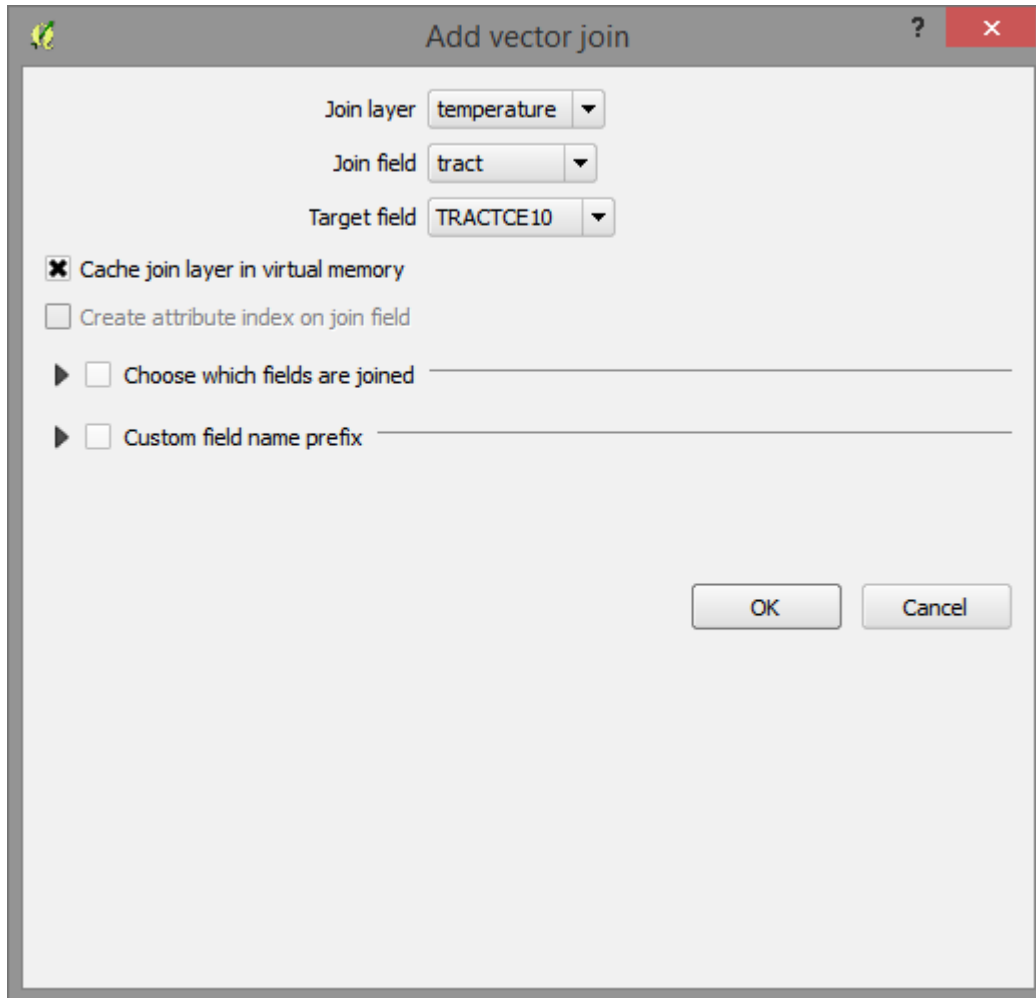 Add vector join
?
Join layer temperature
Join field tract
Target field TRACTCE10
Cache join layer in virtual memory
Create attribute index on join field
Choose which fields are joined
Custom field name prefix
OK Cancel